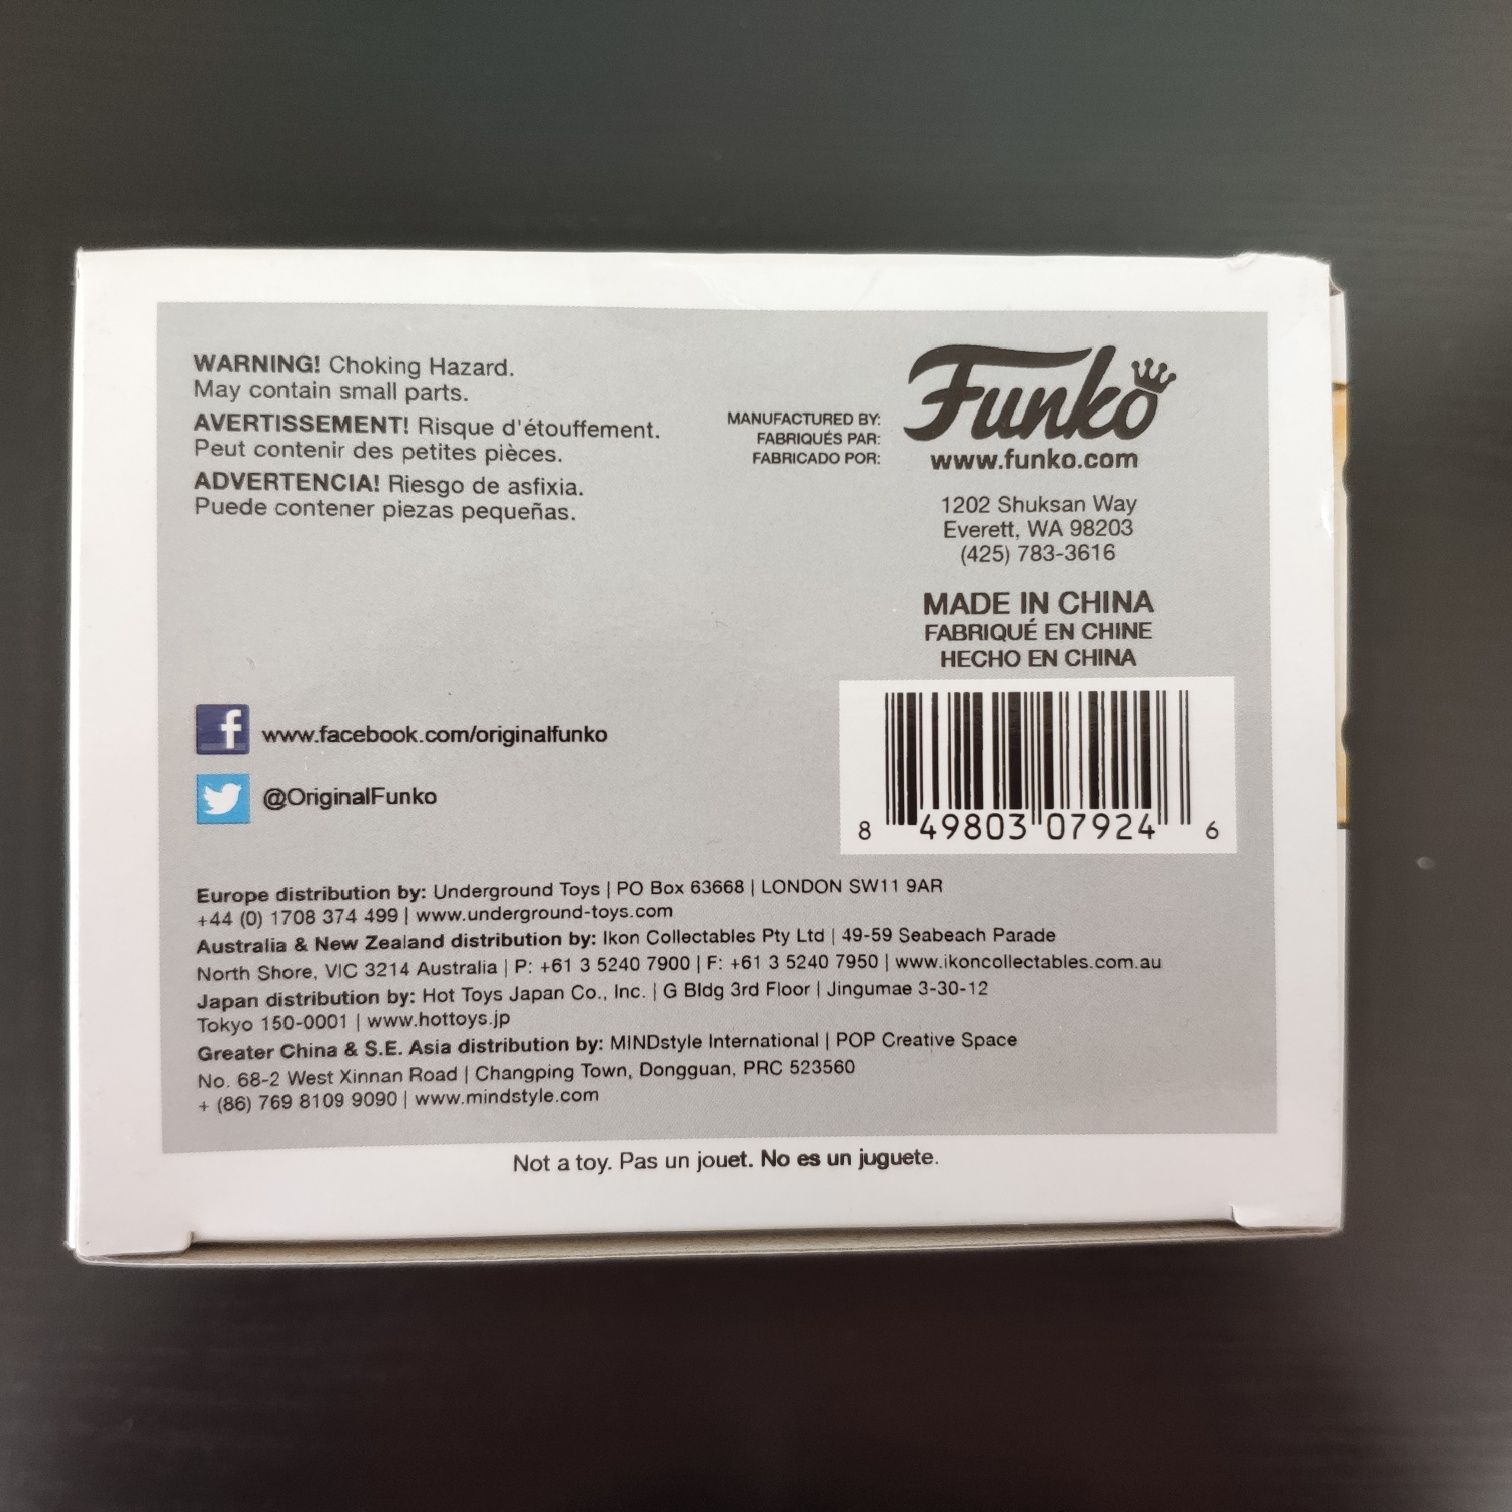 WARNING! Choking Hazard.
May contain small parts.
AVERTISSEMENT! Risque d'étouffement.
Peut contenir des petites pièces.
ADVERTENCIA! Riesgo de asfixia.
Puede contener piezas pequeñas.
MANUFACTURED BY:
FABRIQUÉS PAR:
FABRICADO POR:
Funko
www.funko.com
1202 Shuksan Way
Everett, WA 98203
(425) 783-3616
MADE IN CHINA
FABRIQUÉ EN CHINE
HECHO EN CHINA
8 49803 07924 6
f www.facebook.com/originalfunko
@OriginalFunko
Europe distribution by: Underground Toys | PO Box 63668 | LONDON SW11 9AR
+44 (0) 1708 374 499 | www.underground-toys.com
Australia & New Zealand distribution by: Ikon Collectables Pty Ltd | 49-59 Seabeach Parade
North Shore, VIC 3214 Australia | P: +61 3 5240 7900 | F: +61 3 5240 7950 | www.ikoncollectables.com.au
Japan distribution by: Hot Toys Japan Co., Inc. | G Bldg 3rd Floor | Jingumae 3-30-12
Tokyo 150-0001 | www.hottoys.jp
Greater China & S.E. Asia distribution by: MINDstyle International | POP Creative Space
No. 68-2 West Xinnan Road | Changping Town, Dongguan, PRC 523560
+ (86) 769 8109 9090 | www.mindstyle.com
Not a toy. Pas un jouet. No es un juguete.